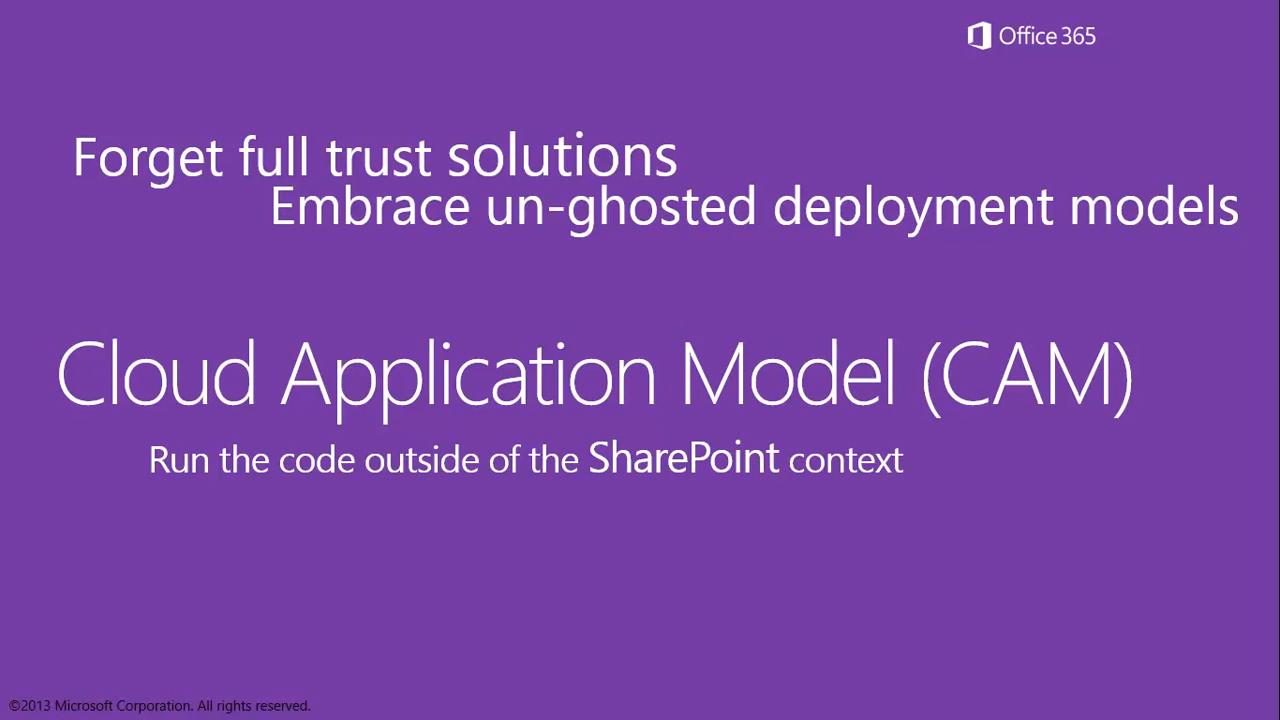 Office 365
Forget full trust solutions
Embrace un-ghosted deployment models
Cloud Application Model (CAM)
Run the code outside of the SharePoint context
©2013 Microsoft Corporation. All rights reserved.